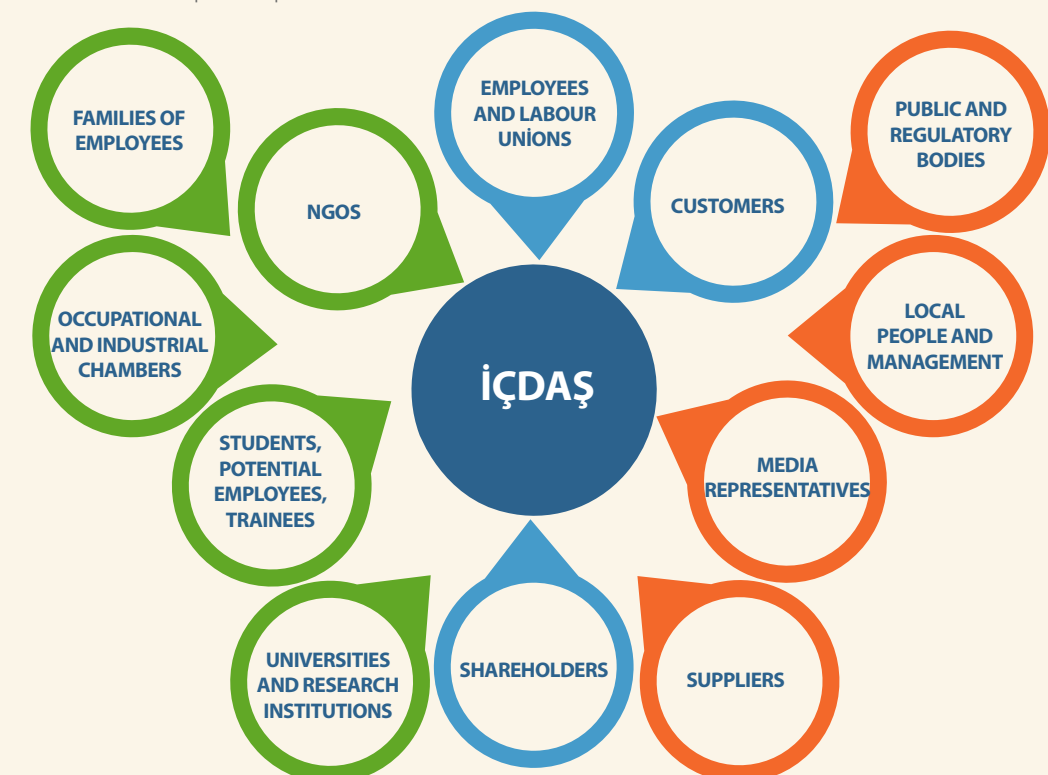 FAMILIES OF
EMPLOYEES
NGOS
EMPLOYEES
AND LABOUR
UNİONS
CUSTOMERS
PUBLIC AND
REGULATORY
BODIES
OCCUPATIONAL
AND INDUSTRIAL
CHAMBERS
İÇDAŞ
LOCAL
PEOPLE AND
MANAGEMENT
STUDENTS,
POTENTIAL
EMPLOYEES,
TRAINEES
MEDIA
REPRESENTATIVES
UNIVERSITIES
AND RESEARCH
INSTITUTIONS
SHAREHOLDERS
SUPPLIERS